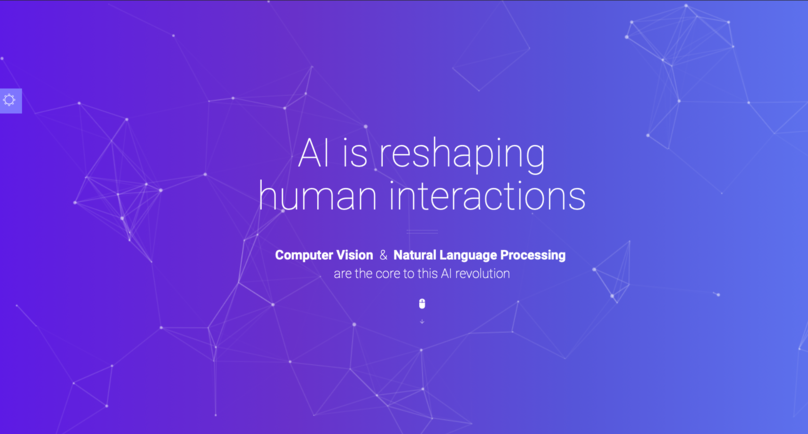 AI is reshaping
human interactions
Computer Vision & Natural Language Processing
are the core to this AI revolution